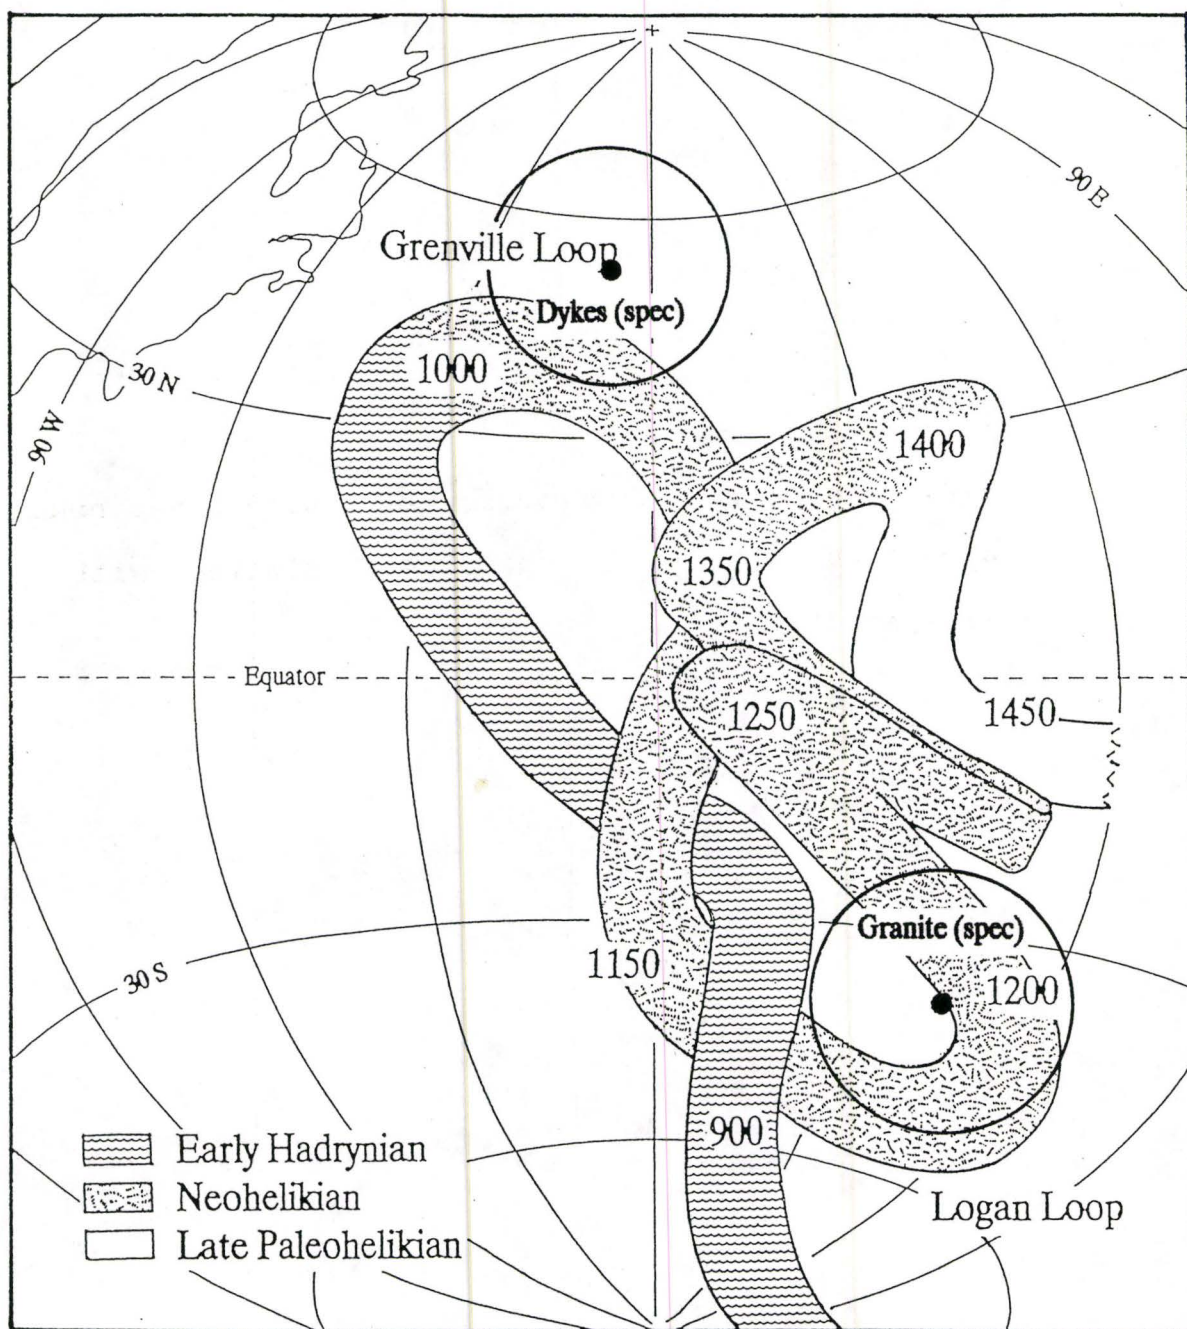 90 E
Grenville Loop
Dykes (spec)
1000
30 N
90 W
1400
1350
Equator
1250
1450
Granite (spec)
1150
30 S
1200
900
Early Hadrynian
Neohelikian
Late Paleohelikian
Logan Loop